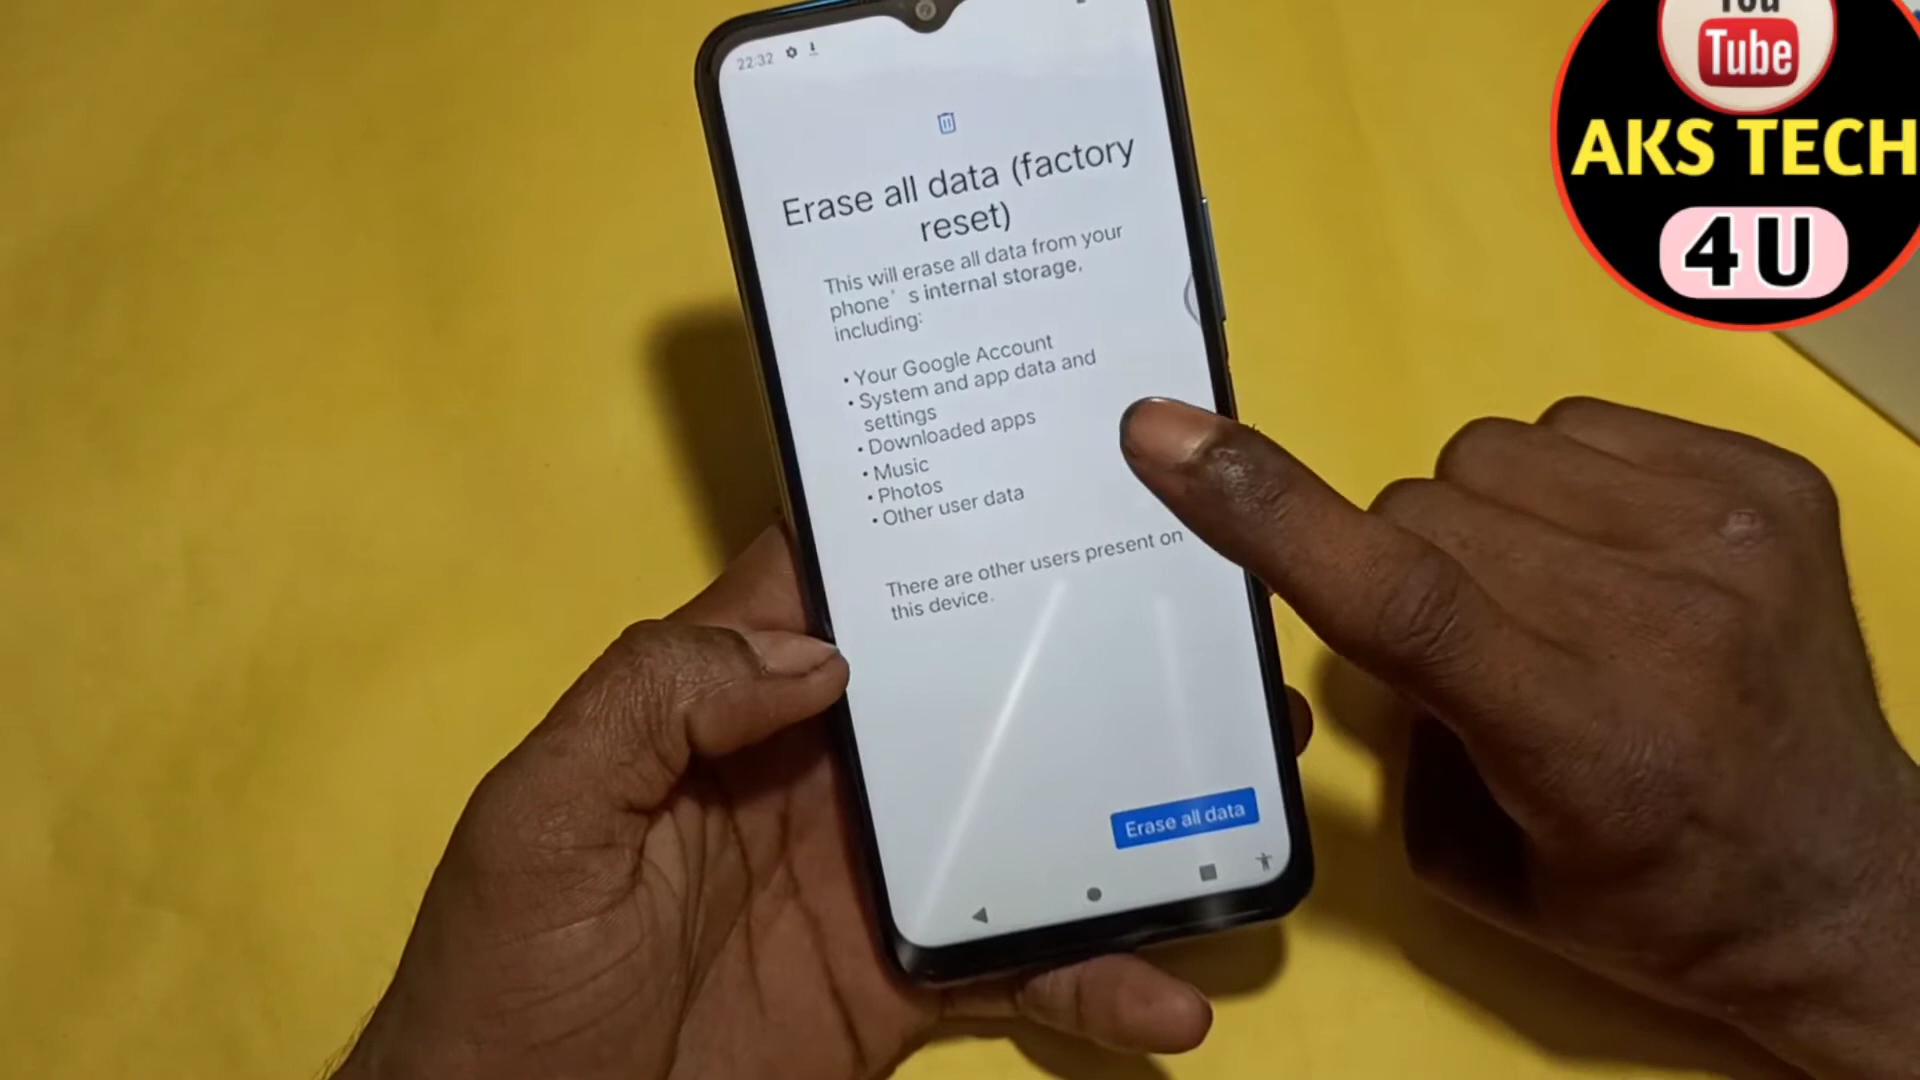 22:32
Erase all data (factory
reset)
This will erase all data from your
phone's internal storage,
including:
• Your Google Account
• System and app data and
settings
• Downloaded apps
• Music
• Photos
• Other user data
There are other users present on
this device.
Erase all data
You
Tube
AKS TECH
4 U